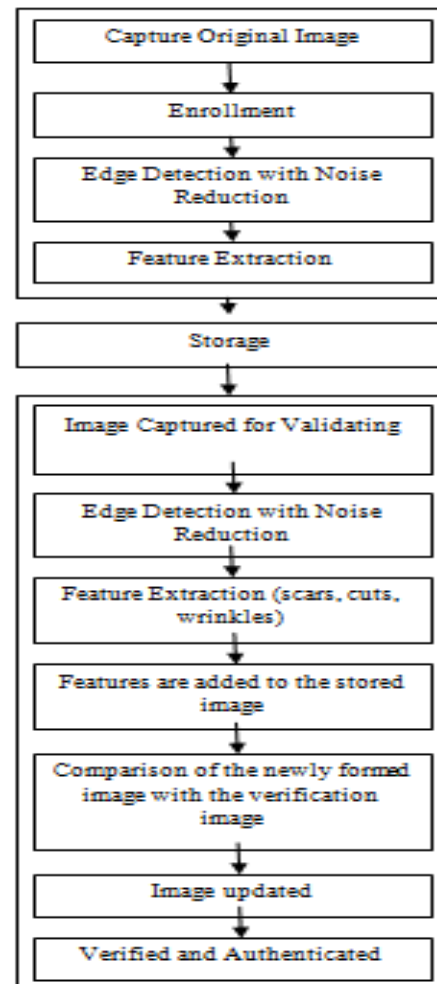 Capture Original Image
Enrollment
Edge Detection with Noise
Reduction
Feature Extraction
Storage
Image Captured for Validating
Edge Detection with Noise
Reduction
Feature Extraction (scars, cuts,
wrinkles)
Features are added to the stored
image
Comparison of the newly formed
image with the verification
image
Image updated
Verified and Authenticated